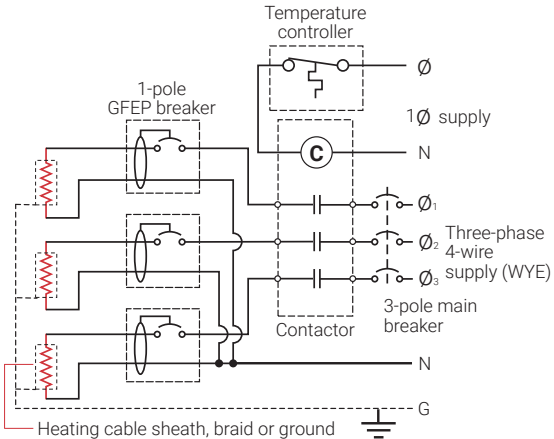 Temperature
controller
Ø
1-pole
GFEP breaker
1Ø supply
C
N
Ø1
Ø2
Ø3
Three-phase
4-wire
supply (WYE)
3-pole main
breaker
Contactor
N
G
Heating cable sheath, braid or ground